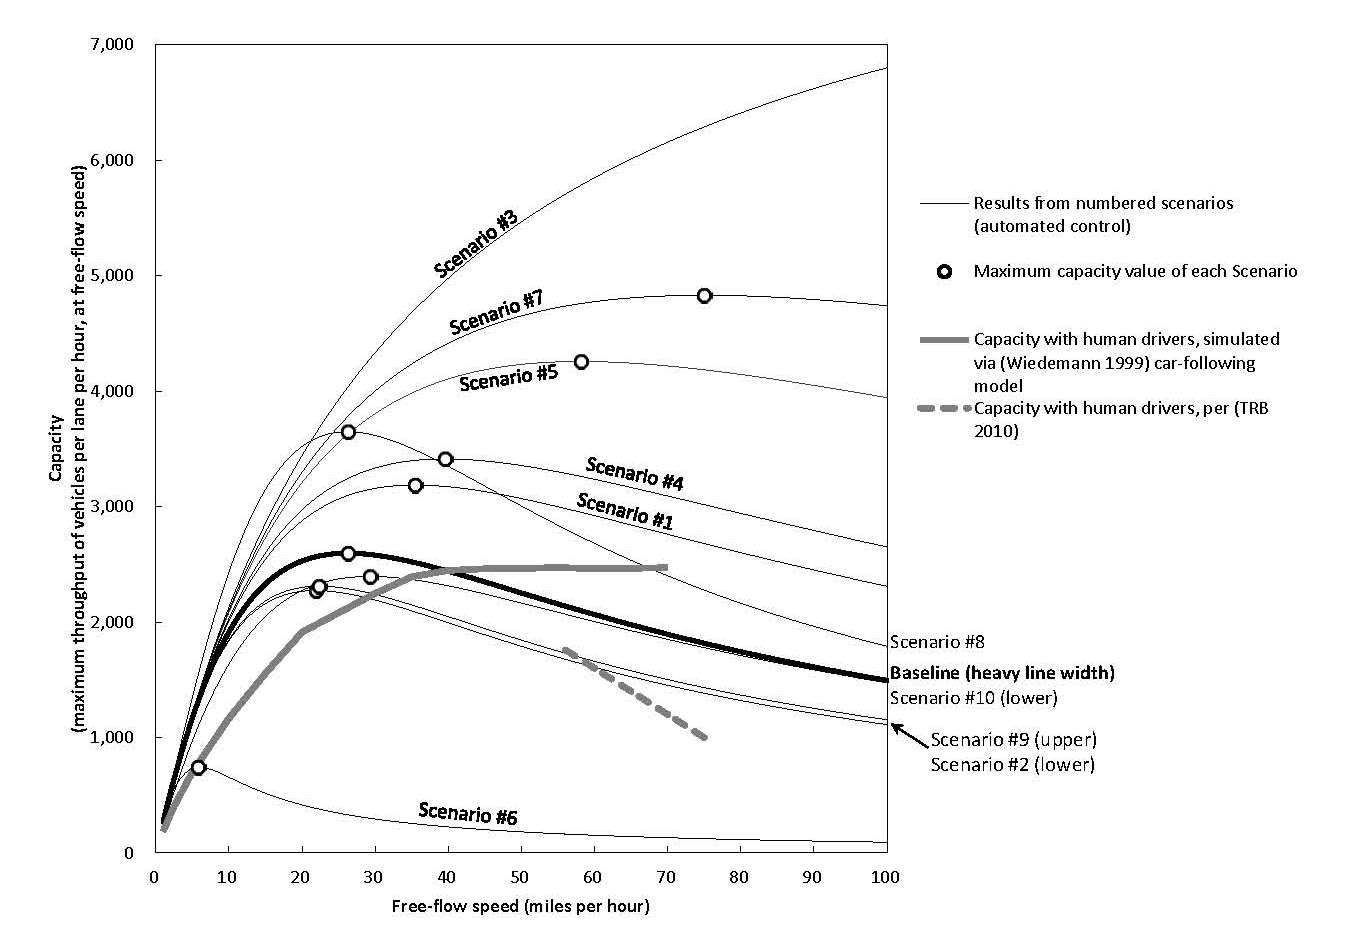 7,000
6,000
5,000
4,000
3,000
2,000
1,000
0
Capacity
(maximum throughput of vehicles per lane per hour, at free-flow speed)
Scenario #3
Scenario #7
Scenario #5
Scenario #4
Scenario #1
Scenario #6
Scenario #8
Baseline (heavy line width)
Scenario #10 (lower)
Scenario #9 (upper)
Scenario #2 (lower)
0 10 20 30 40 50 60 70 80 90 100
Free-flow speed (miles per hour)
Results from numbered scenarios
(automated control)
Maximum capacity value of each Scenario
Capacity with human drivers, simulated
via (Wiedemann 1999) car-following
model
Capacity with human drivers, per (TRB
2010)